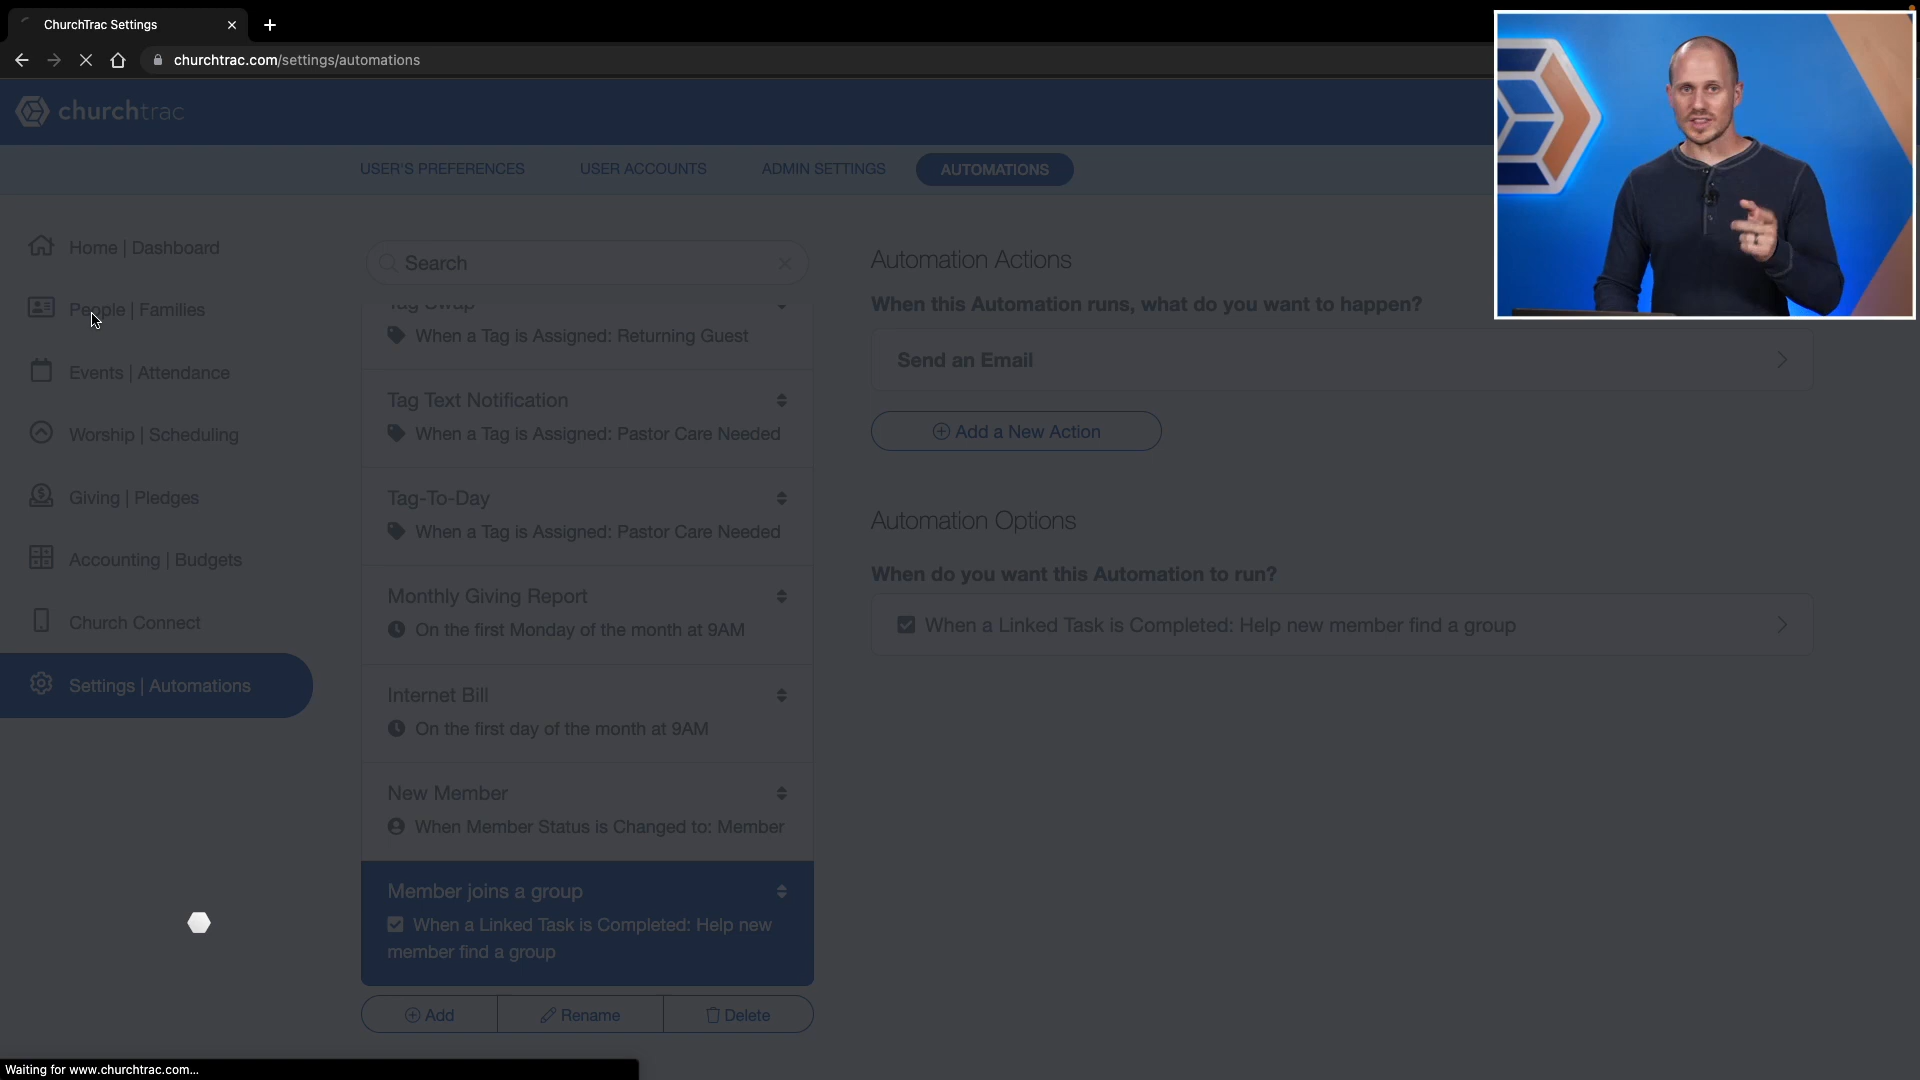 ChurchTrac Settings
churchtrac.com/settings/automations
churchtrac
USER'S PREFERENCES
USER ACCOUNTS
ADMIN SETTINGS
AUTOMATIONS
Home | Dashboard
People | Families
Events | Attendance
Worship | Scheduling
Giving | Pledges
Accounting | Budgets
Church Connect
Settings | Automations
Search
Tag Swap
When a Tag is Assigned: Returning Guest
Tag Text Notification
When a Tag is Assigned: Pastor Care Needed
Tag-To-Day
When a Tag is Assigned: Pastor Care Needed
Monthly Giving Report
On the first Monday of the month at 9AM
Internet Bill
On the first day of the month at 9AM
New Member
When Member Status is Changed to: Member
Member joins a group
When a Linked Task is Completed: Help new
member find a group
Add
Rename
Delete
Automation Actions
When this Automation runs, what do you want to happen?
Send an Email
Add a New Action
Automation Options
When do you want this Automation to run?
When a Linked Task is Completed: Help new member find a group
Waiting for www.churchtrac.com...